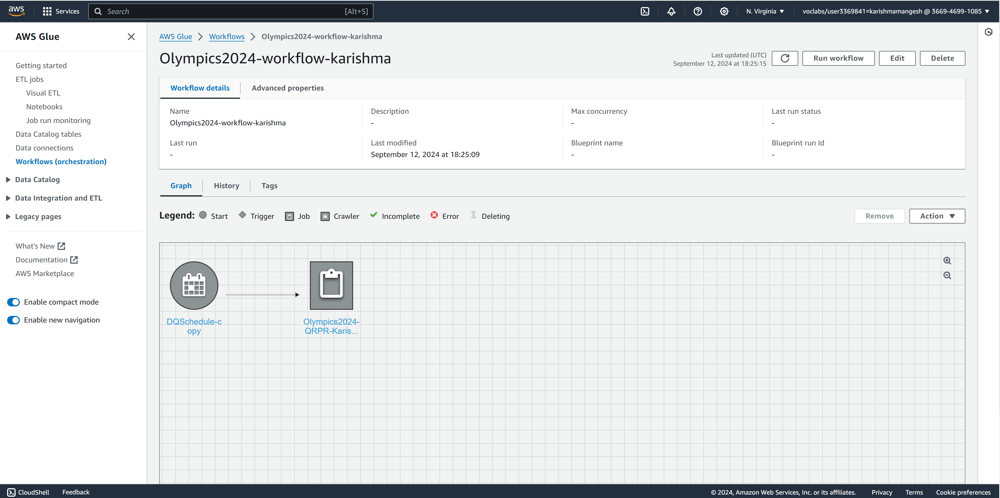 aws
Services
Search
[Alt+S]
N. Virginia
voclabs/user3369841=karishmamangesh @ 3669-4699-1085
AWS Glue
Getting started
ETL jobs
Visual ETL
Notebooks
Job run monitoring
Data Catalog tables
Data connections
Workflows (orchestration)
Data Catalog
Data Integration and ETL
Legacy pages
What's New
Documentation
AWS Marketplace
Enable compact mode
Enable new navigation
AWS Glue
Workflows
Olympics2024-workflow-karishma
Olympics2024-workflow-karishma
Last updated (UTC)
September 12, 2024 at 18:25:15
Run workflow
Edit
Delete
Workflow details
Advanced properties
Name
Olympics2024-workflow-karishma
Description
-
Max concurrency
-
Last run status
-
Last run
-
Last modified
September 12, 2024 at 18:25:09
Blueprint name
-
Blueprint run Id
-
Graph
History
Tags
Legend: Start Trigger Job Crawler Incomplete Error Deleting
Remove
Action
DQSchedule-c
opy
Olympics2024-
QRPR-Karis...
CloudShell
Feedback
© 2024, Amazon Web Services, Inc. or its affiliates.
Privacy
Terms
Cookie preferences